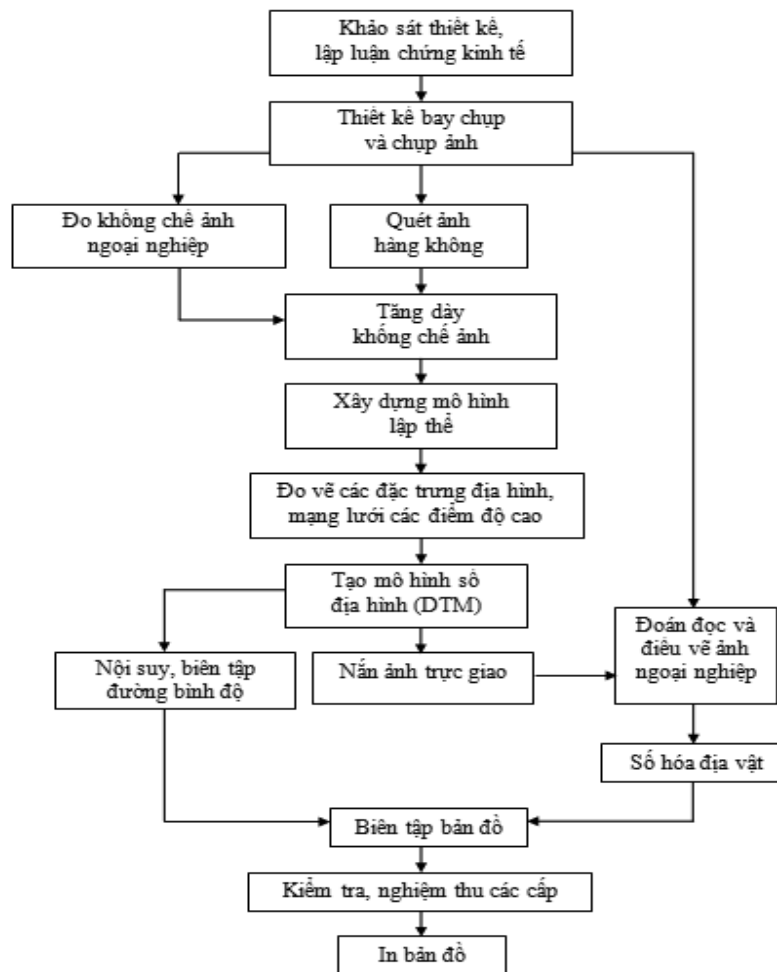 Khảo sát thiết kế,
lập luận chứng kinh tế
Thiết kế bay chụp
và chụp ảnh
Đo khống chế ảnh
ngoại nghiệp
Quét ảnh
hàng không
Tăng dày
khống chế ảnh
Xây dựng mô hình
lập thể
Đo vẽ các đặc trưng địa hình,
mạng lưới các điểm độ cao
Tạo mô hình số
địa hình (DTM)
Đoán đọc và
điều vẽ ảnh
ngoại nghiệp
Nội suy, biên tập
đường bình độ
Nắn ảnh trực giao
Số hóa địa vật
Biên tập bản đồ
Kiểm tra, nghiệm thu các cấp
In bản đồ